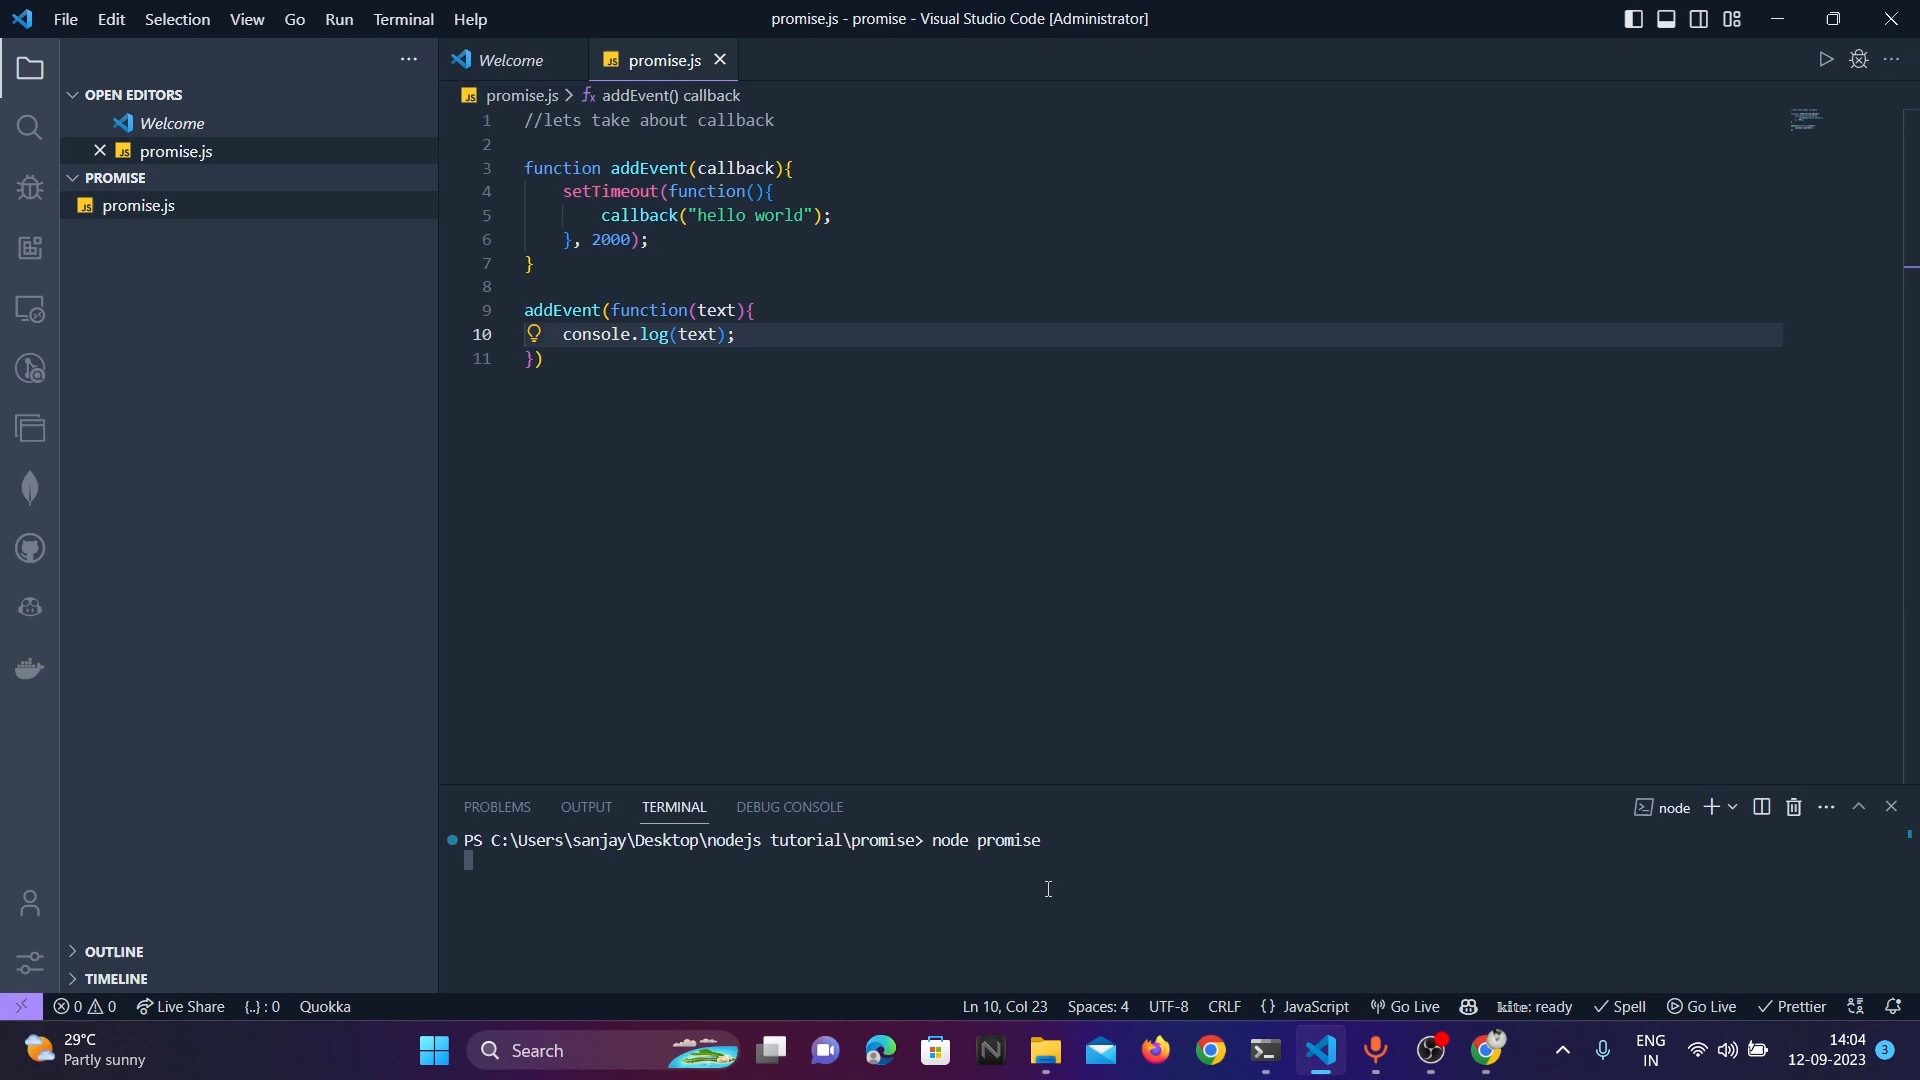 File Edit Selection View Go Run Terminal Help
promise.js - promise - Visual Studio Code [Administrator]
OPEN EDITORS
Welcome
promise.js
PROMISE
promise.js
OUTLINE
TIMELINE
Welcome
promise.js
promise.js > addEvent() callback
1 //lets take about callback
2
3 function addEvent(callback){
4 setTimeout(function(){
5 callback("hello world");
6 }, 2000);
7 }
8
9 addEvent(function(text){
10 console.log(text);
11 })
PROBLEMS OUTPUT TERMINAL DEBUG CONSOLE
node
PS C:\Users\sanjay\Desktop\nodejs tutorial\promise> node promise
0 0 Live Share {..} : 0 Quokka
Ln 10, Col 23 Spaces: 4 UTF-8 CRLF {} JavaScript Go Live kite: ready Spell Go Live Prettier
29°C
Partly sunny
Search
ENG
IN
14:04
12-09-2023
3